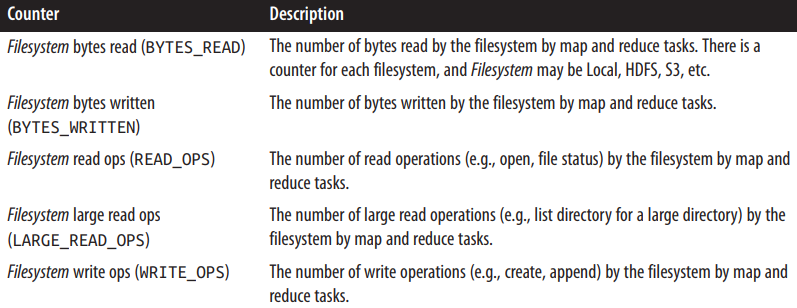 Counter Description
Filesystem bytes read (BYTES_READ) The number of bytes read by the filesystem by map and reduce tasks. There is a
counter for each filesystem, and Filesystem may be Local, HDFS, S3, etc.
Filesystem bytes written The number of bytes written by the filesystem by map and reduce tasks.
(BYTES_WRITTEN)
Filesystem read ops (READ_OPS) The number of read operations (e.g., open, file status) by the filesystem by map and
reduce tasks.
Filesystem large read ops The number of large read operations (e.g., list directory for a large directory) by the
(LARGE_READ_OPS) filesystem by map and reduce tasks.
Filesystem write ops (WRITE_OPS) The number of write operations (e.g., create, append) by the filesystem by map and
reduce tasks.